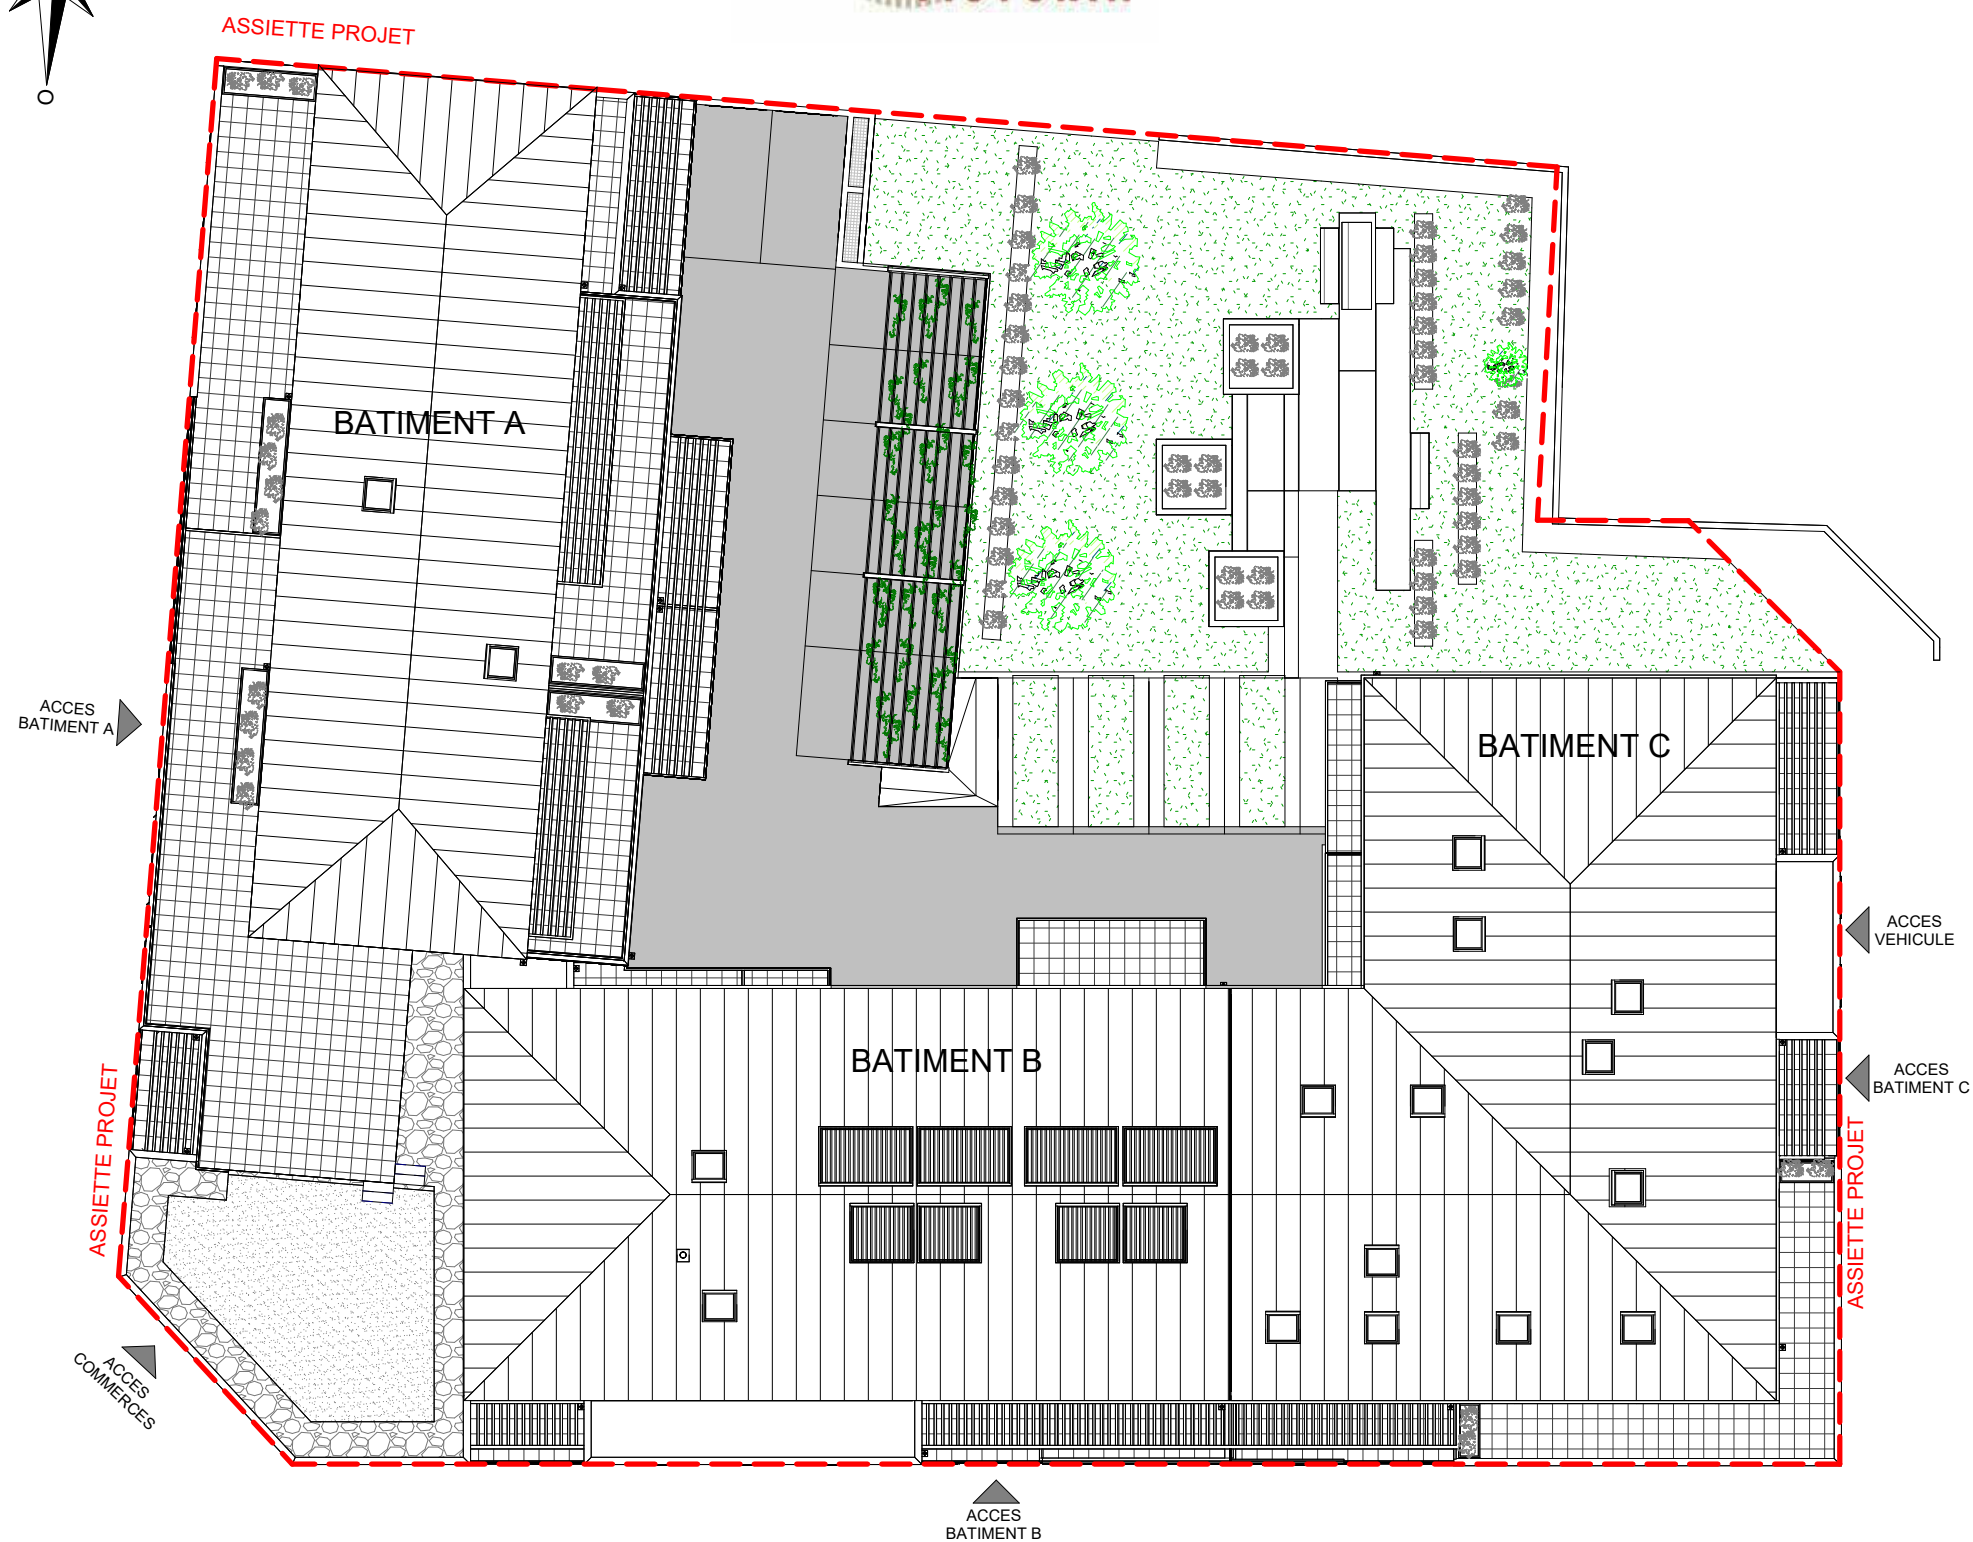 ASSIETTE PROJET
O
BATIMENT A
ACCES
BATIMENT A
BATIMENT C
ACCES
VEHICULE
BATIMENT B
ACCES
BATIMENT C
ASSIETTE PROJET
ASSIETTE PROJET
ACCES
COMMERCES
ACCES
BATIMENT B